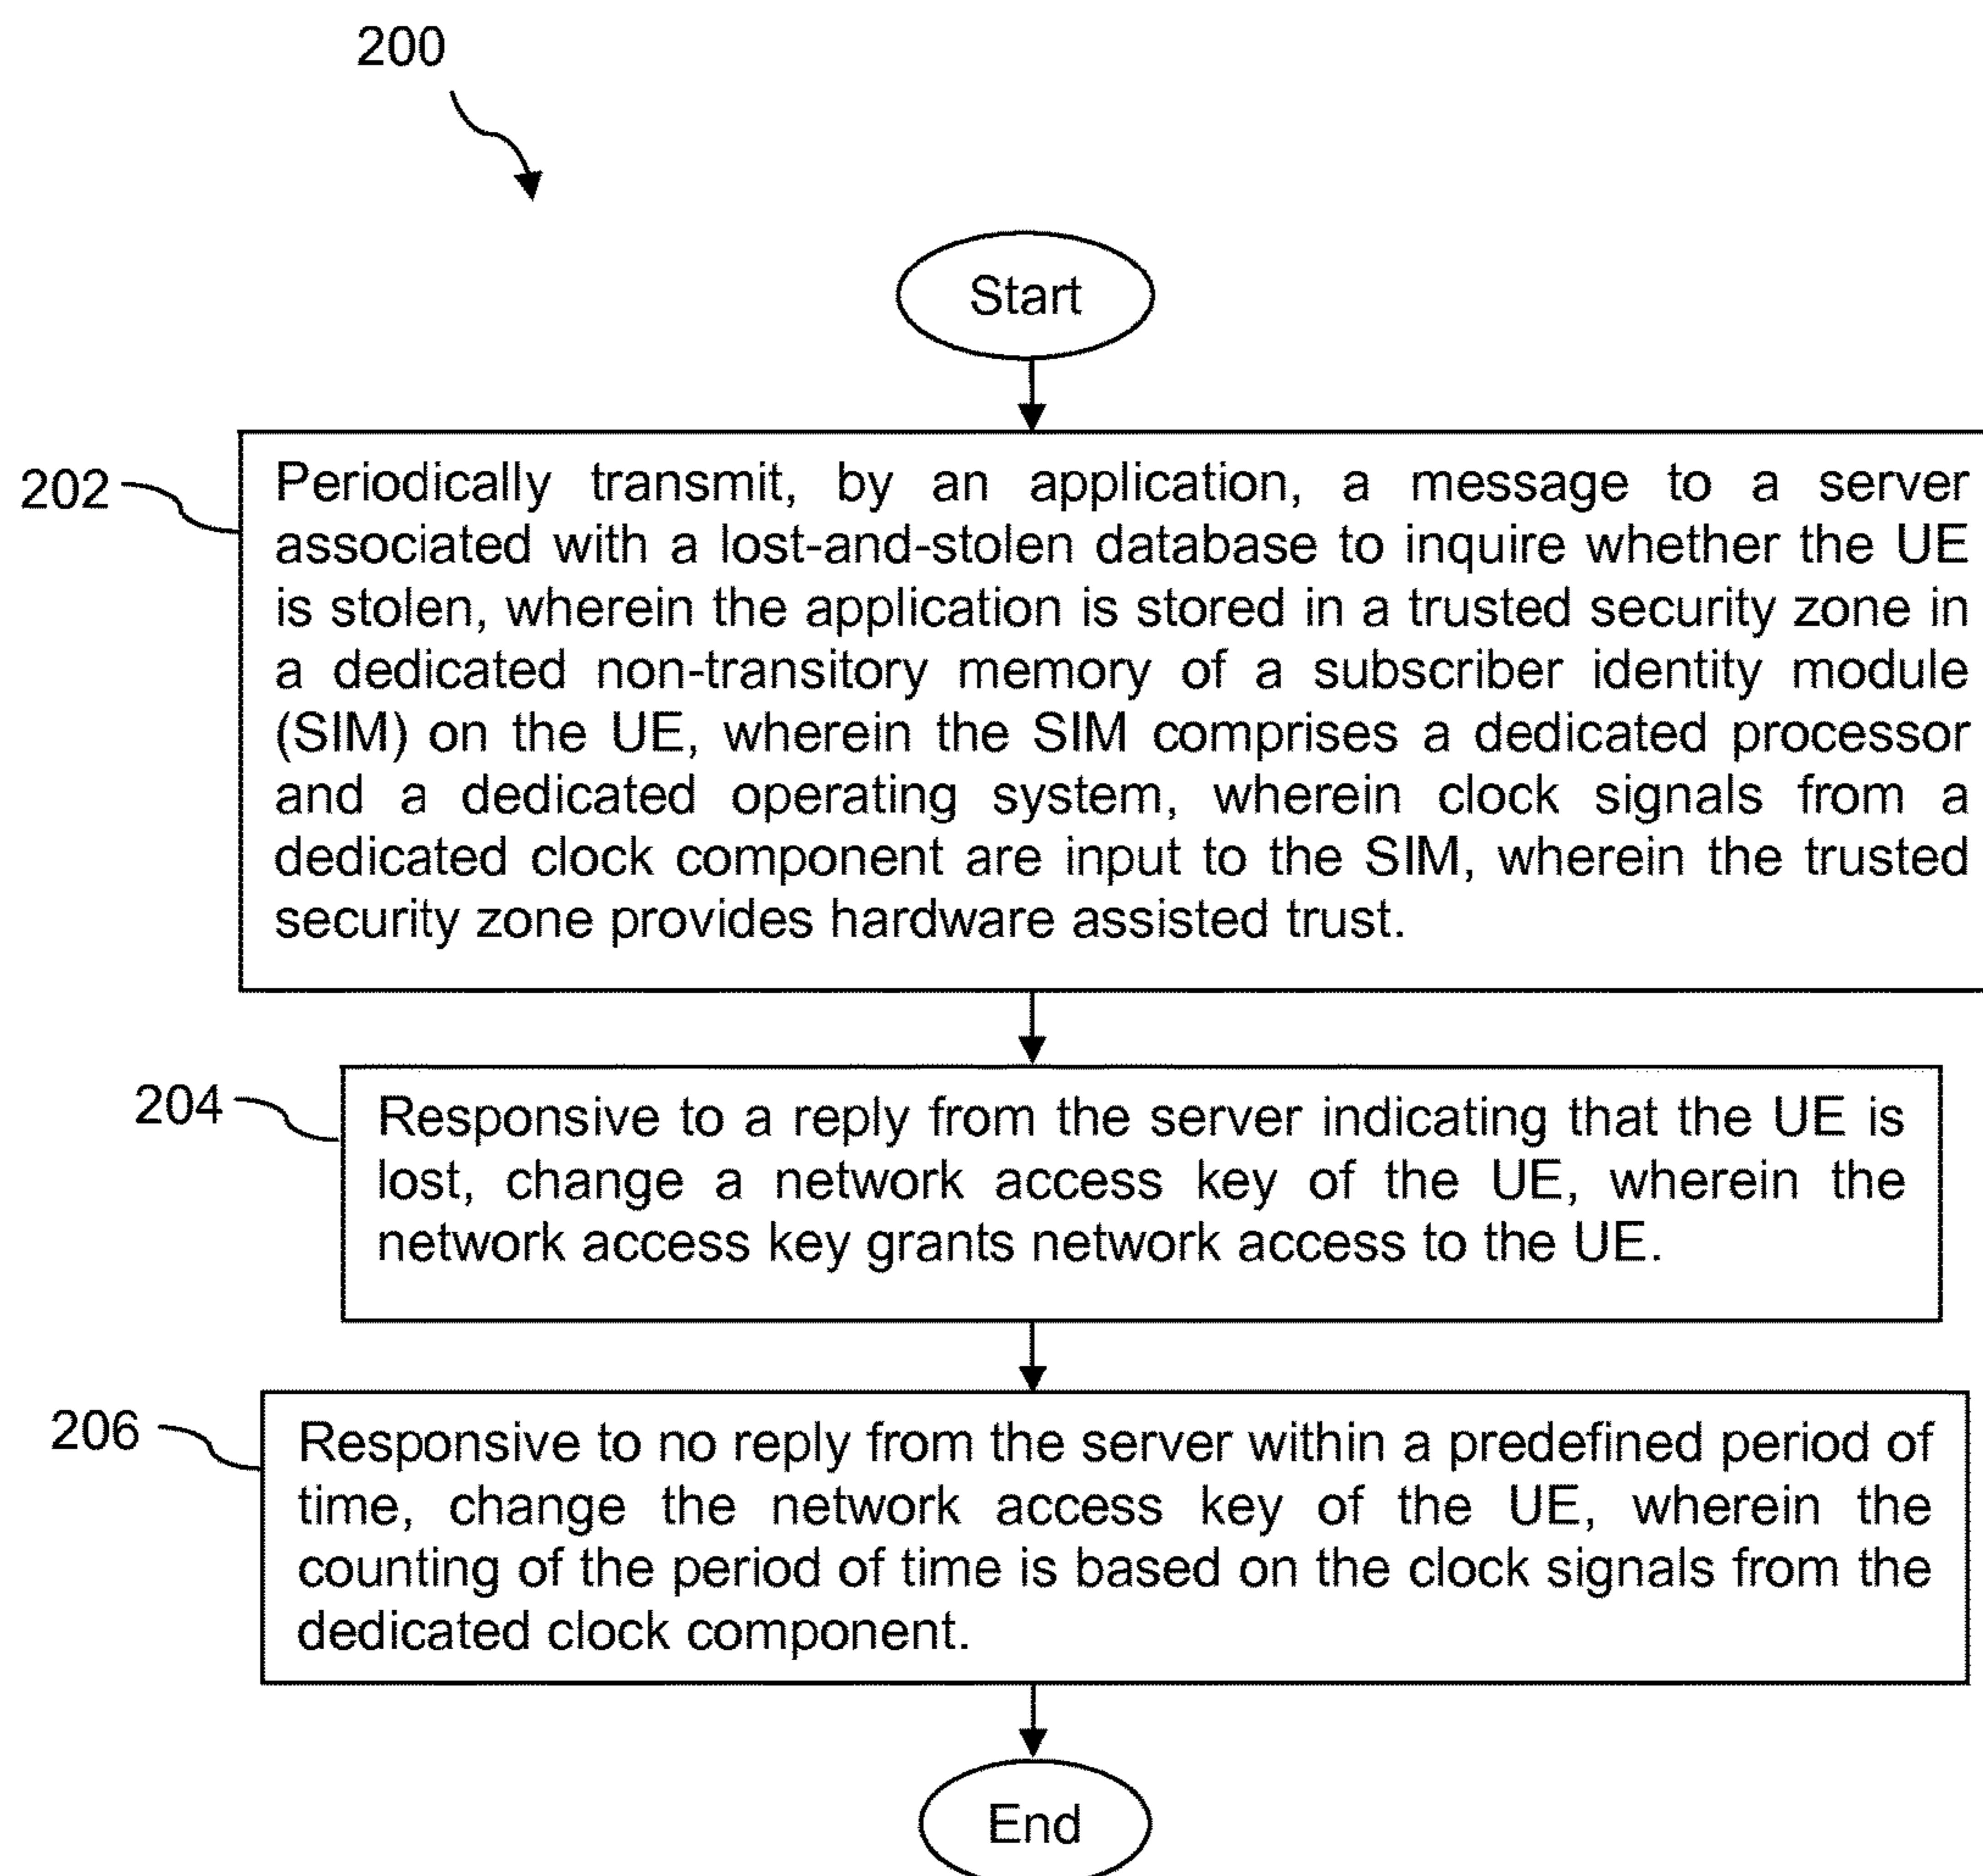 200
Start
202
Periodically transmit, by an application, a message to a server
associated with a lost-and-stolen database to inquire whether the UE
is stolen, wherein the application is stored in a trusted security zone in
a dedicated non-transitory memory of a subscriber identity module
(SIM) on the UE, wherein the SIM comprises a dedicated processor
and a dedicated operating system, wherein clock signals from a
dedicated clock component are input to the SIM, wherein the trusted
security zone provides hardware assisted trust.
204
Responsive to a reply from the server indicating that the UE is
lost, change a network access key of the UE, wherein the
network access key grants network access to the UE.
206
Responsive to no reply from the server within a predefined period of
time, change the network access key of the UE, wherein the
counting of the period of time is based on the clock signals from the
dedicated clock component.
End